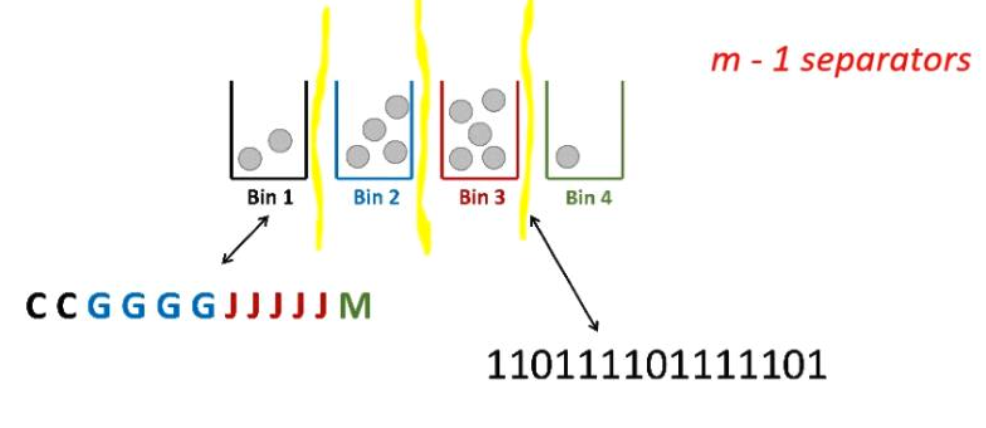 m - 1 separators
Bin 1 Bin 2 Bin 3 Bin 4
C C G G G G J J J J J M
110111101111101